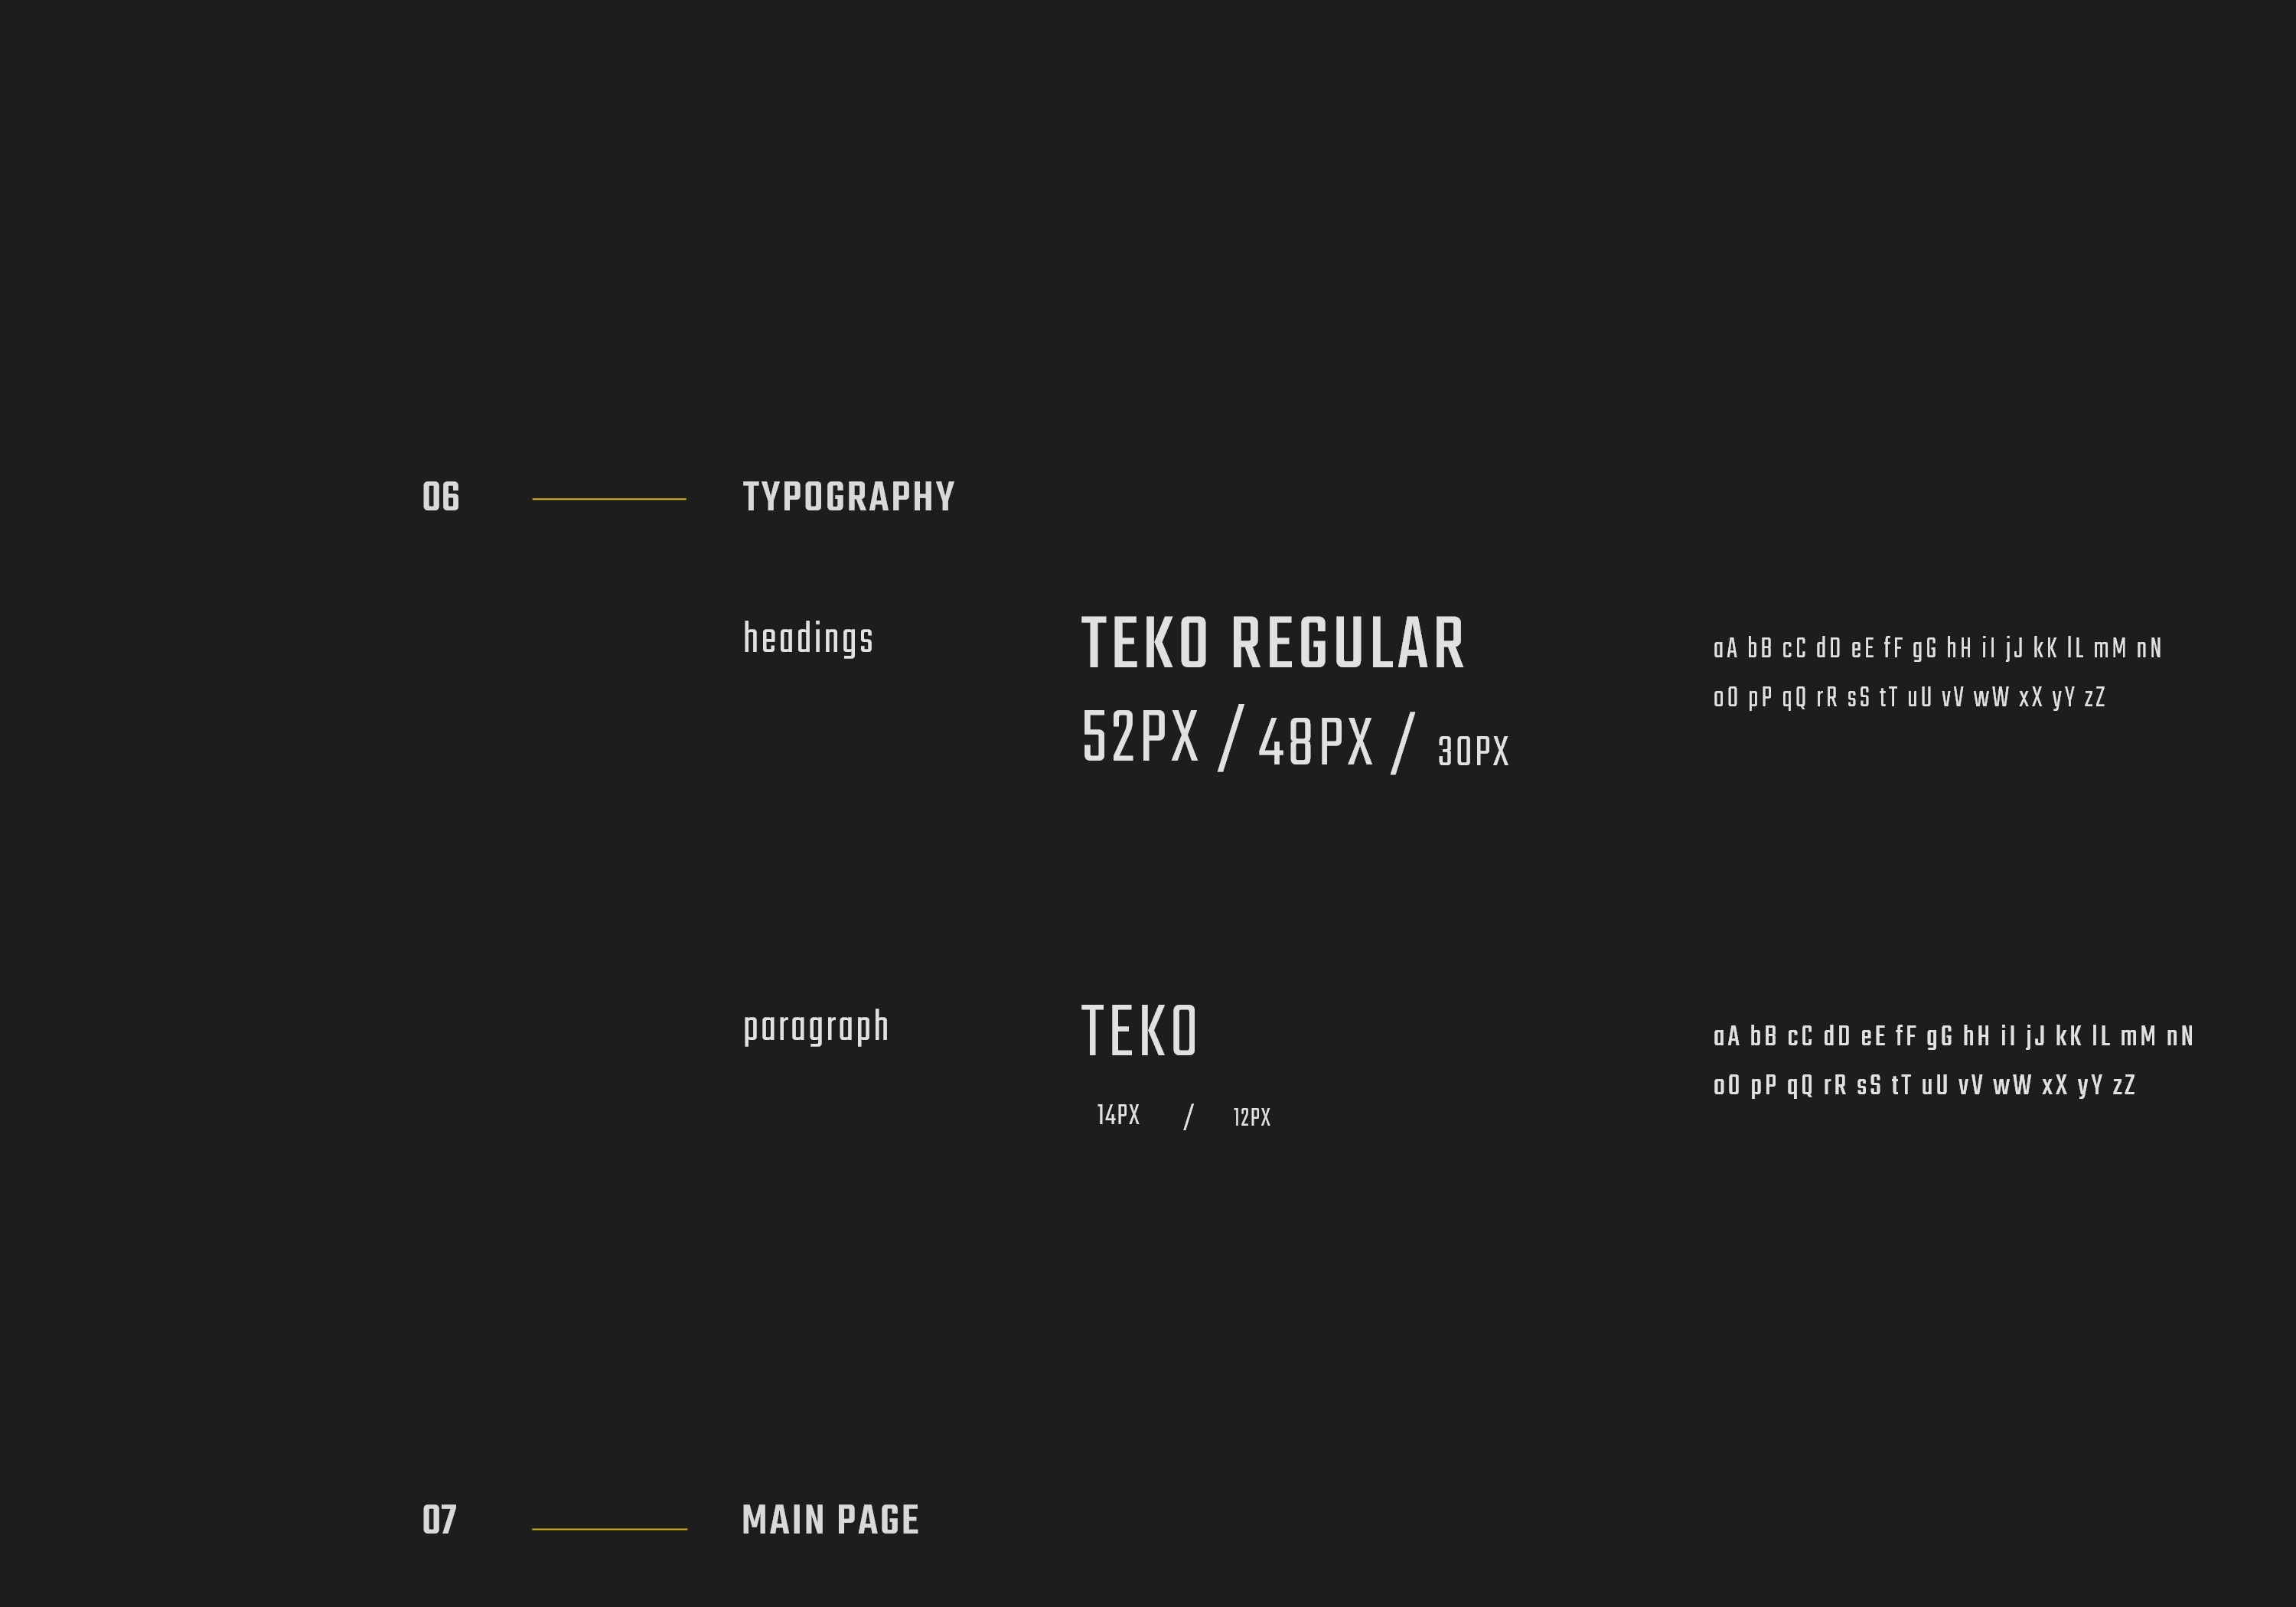 06 TYPOGRAPHY
headings
TEKO REGULAR
52PX / 48PX / 30PX
aA bB cC dD eE fF gG hH iI jJ kK lL mM nN
oO pP qQ rR sS tT uU vV wW xX yY zZ
paragraph
TEKO
14PX / 12PX
aA bB cC dD eE fF gG hH iI jJ kK lL mM nN
oO pP qQ rR sS tT uU vV wW xX yY zZ
07 MAIN PAGE